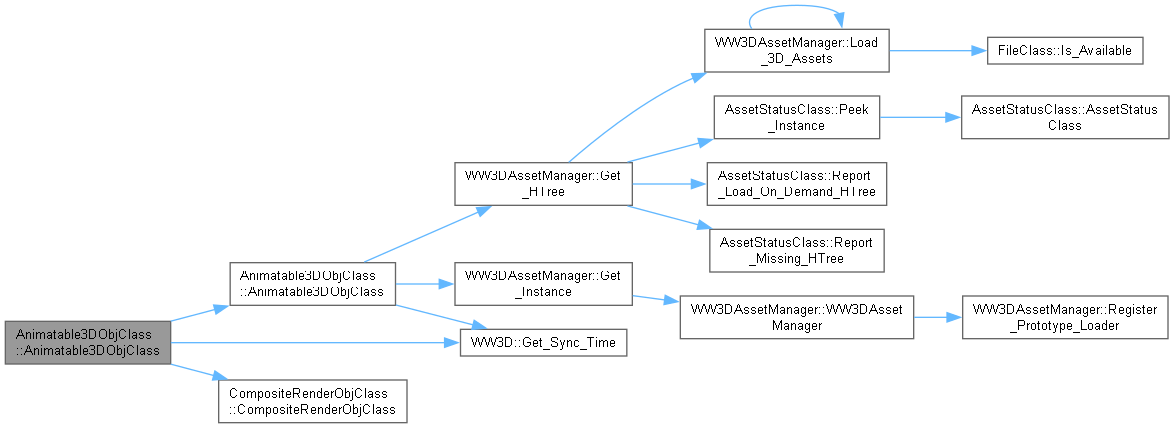 WW3DAssetManager::Load
_3D_Assets
FileClass::Is_Available
AssetStatusClass::Peek
_Instance
AssetStatusClass::AssetStatus
Class
WW3DAssetManager::Get
_HTree
AssetStatusClass::Report
_Load_On_Demand_HTree
AssetStatusClass::Report
_Missing_HTree
Animatable3DObjClass
::Animatable3DObjClass
WW3DAssetManager::Get
_Instance
WW3DAssetManager::WW3DAsset
Manager
WW3DAssetManager::Register
_Prototype_Loader
Animatable3DObjClass
::Animatable3DObjClass
WW3D::Get_Sync_Time
CompositeRenderObjClass
::CompositeRenderObjClass